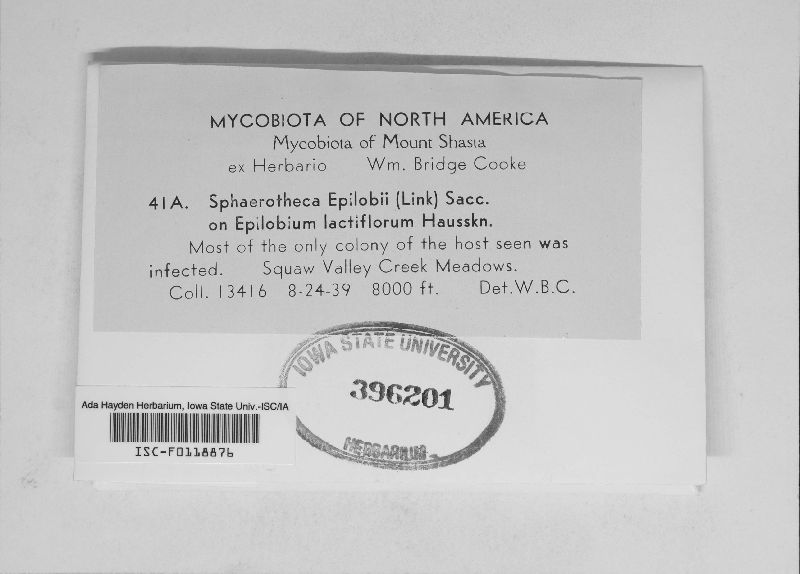 MYCOBIOTA OF NORTH AMERICA
Mycobiota of Mount Shasta
ex Herbario Wm. Bridge Cooke
41A. Sphaerotheca Epilobii (Link) Sacc.
on Epilobium lactiflorum Hausskn.
Most of the only colony of the host seen was
infected. Squaw Valley Creek Meadows.
Coll. 13416 8-24-39 8000 ft. Det.W.B.C.
IOWA STATE UNIVERSITY
396201
HERBARIUM
Ada Hayden Herbarium, Iowa State Univ.-ISC/IA
ISC-F0118876